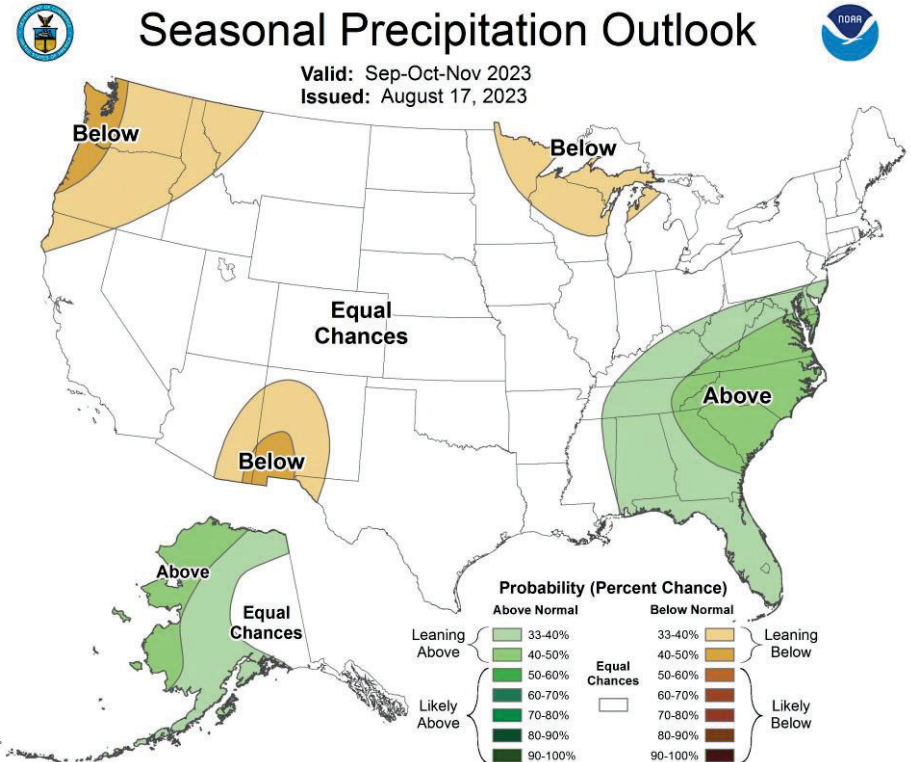 Seasonal Precipitation Outlook
NOAA
Valid: Sep-Oct-Nov 2023
Issued: August 17, 2023
Below
Below
Equal
Chances
Above
Below
Above
Equal
Chances
Probability (Percent Chance)
Above Normal
Below Normal
Leaning
Above
33-40%
40-50%
Likely
Above
50-60%
60-70%
70-80%
80-90%
90-100%
Equal
Chances
33-40%
40-50%
Leaning
Below
50-60%
60-70%
70-80%
80-90%
90-100%
Likely
Below